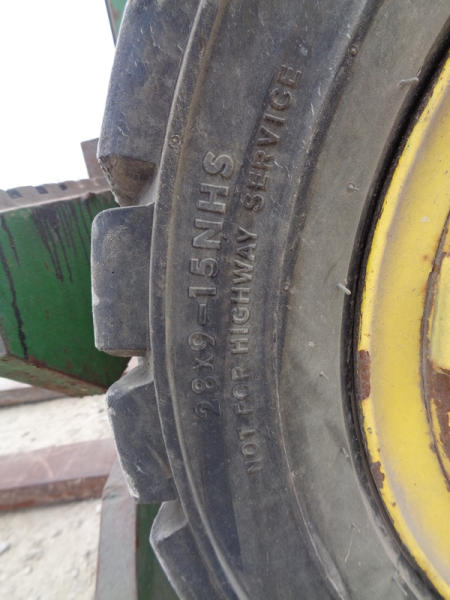 28x9-15NHS
NOT FOR HIGHWAY SERVICE